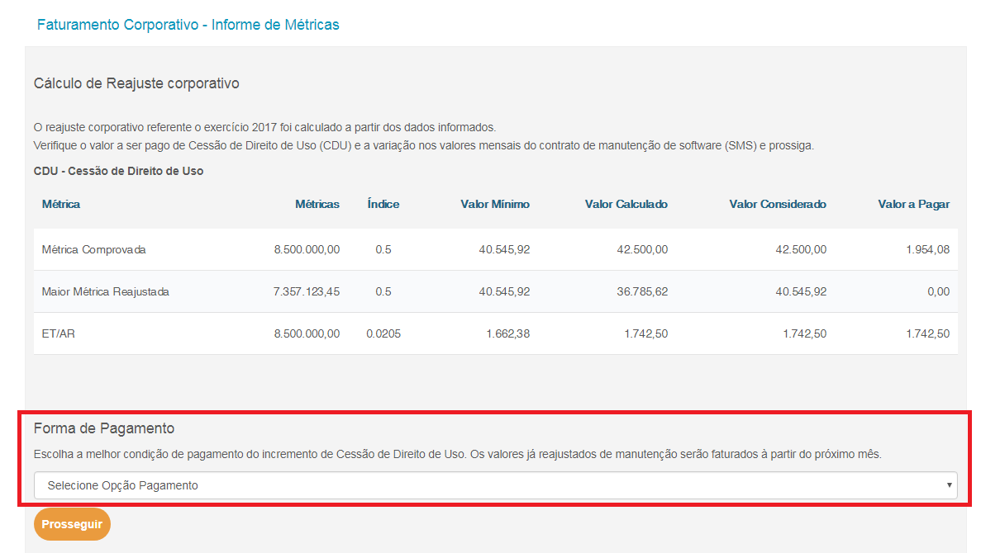 Faturamento Corporativo - Informe de Métricas
Cálculo de Reajuste corporativo
O reajuste corporativo referente o exercício 2017 foi calculado a partir dos dados informados.
Verifique o valor a ser pago de Cessão de Direito de Uso (CDU) e a variação nos valores mensais do contrato de manutenção de software (SMS) e prossiga.
CDU - Cessão de Direito de Uso
Métrica Métricas Índice Valor Mínimo Valor Calculado Valor Considerado Valor a Pagar
Métrica Comprovada 8.500.000,00 0.5 40.545,92 42.500,00 42.500,00 1.954,08
Maior Métrica Reajustada 7.357.123,45 0.5 40.545,92 36.785,62 40.545,92 0,00
ET/AR 8.500.000,00 0.0205 1.662,38 1.742,50 1.742,50 1.742,50
Forma de Pagamento
Escolha a melhor condição de pagamento do incremento de Cessão de Direito de Uso. Os valores já reajustados de manutenção serão faturados à partir do próximo mês.
Selecione Opção Pagamento
Prosseguir